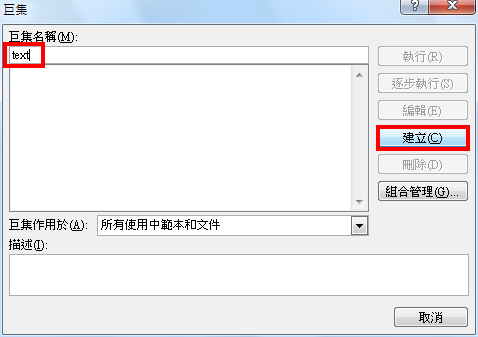 巨集
巨集名稱(M):
text
執行(R)
逐步執行(S)
編輯(E)
建立(C)
刪除(D)
組合管理(G)...
巨集作用於(A): 所有使用中範本和文件
描述(I):
取消